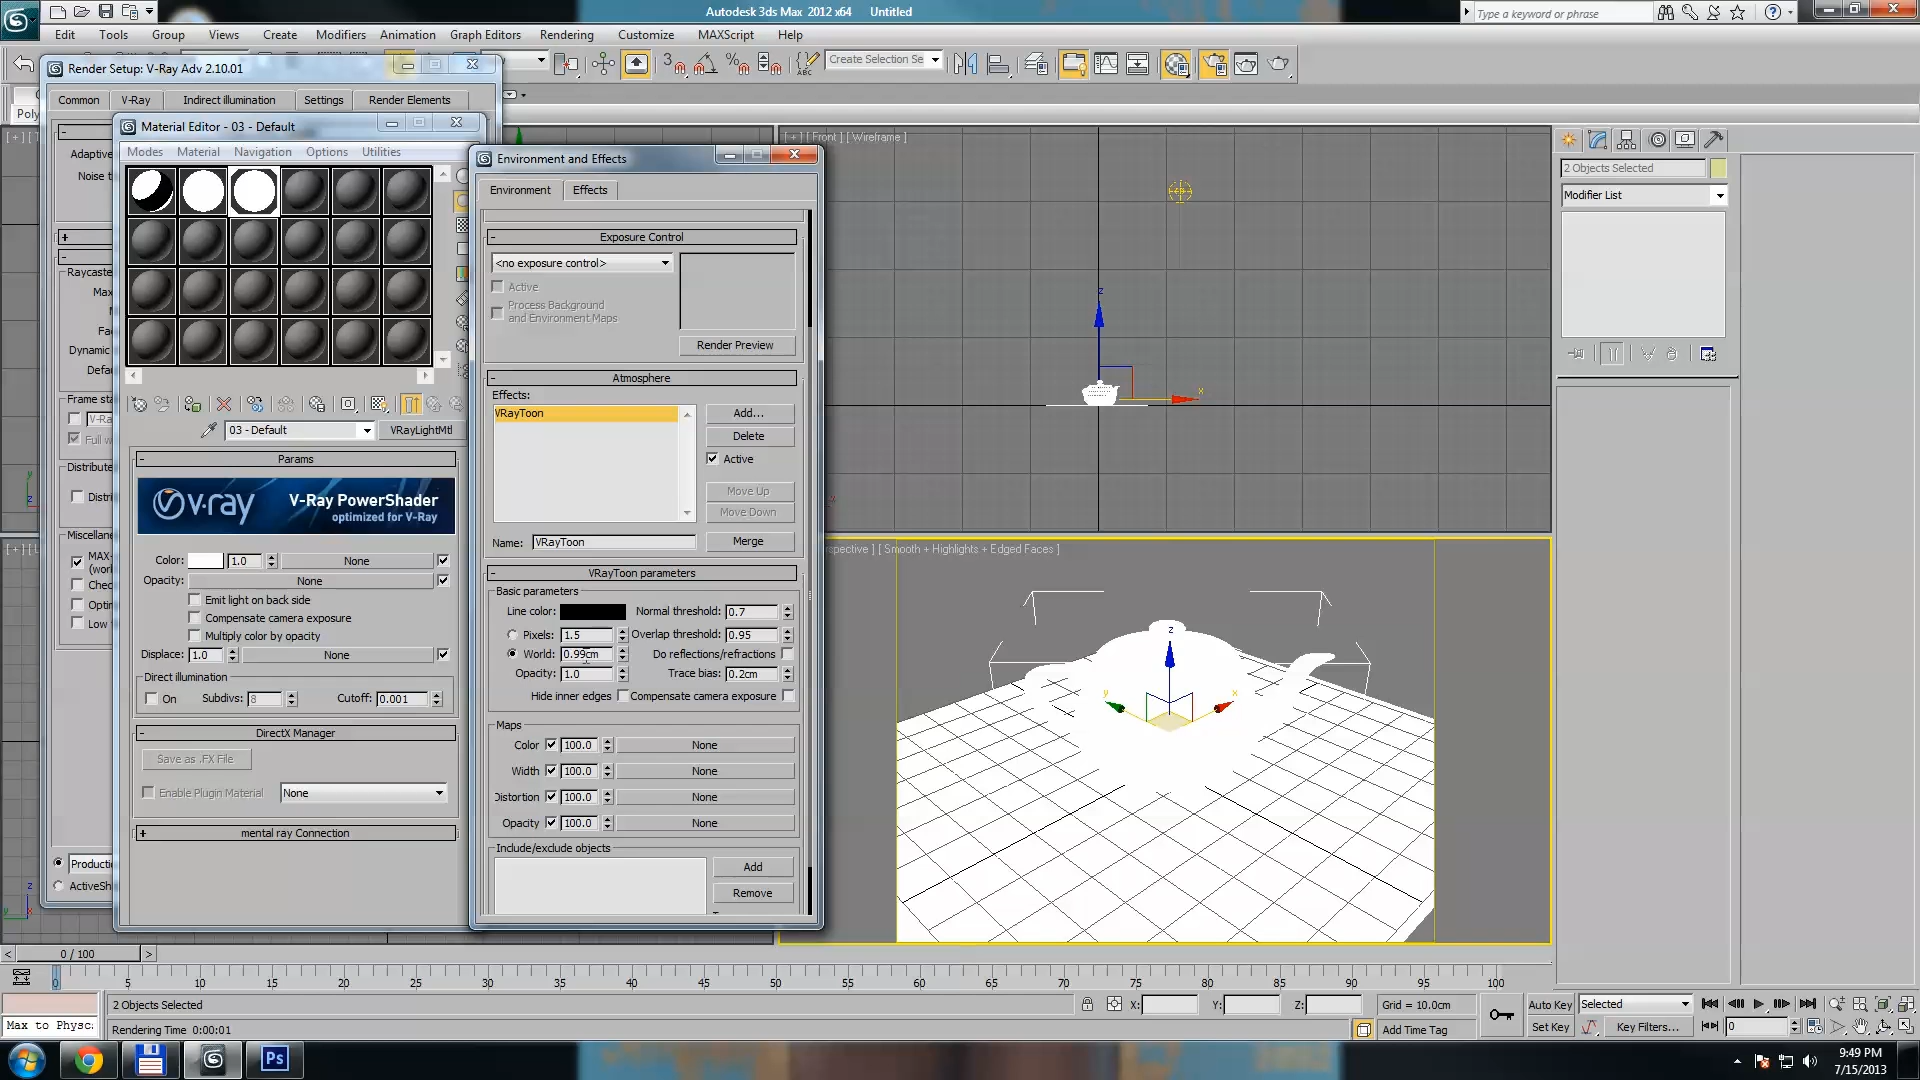 Autodesk 3ds Max 2012 x64 Untitled
Type a keyword or phrase
Edit Tools Group Views Create Modifiers Animation Graph Editors Rendering Customize MAXScript Help
Create Selection Se
Render Setup: V-Ray Adv 2.10.01
Common V-Ray Indirect illumination Settings Render Elements
Poly
Adaptive
Noise t
Raycaste
Max
Fa
Dynamic
Defa
Frame sta
V-Ra
Full w
Distribute
Distri
Miscellane
MAX-
(work
Chec
Optin
Low t
Producti
ActiveSh
Material Editor - 03 - Default
Modes Material Navigation Options Utilities
03 - Default VRayLightMtl
Params
v·ray
V-Ray PowerShader
optimized for V-Ray
Color: 1.0 None
Opacity: None
Emit light on back side
Compensate camera exposure
Multiply color by opacity
Displace: 1.0 None
Direct illumination
On Subdivs: 8 Cutoff: 0.001
DirectX Manager
Save as .FX File
Enable Plugin Material None
mental ray Connection
Environment and Effects
Environment Effects
Exposure Control
<no exposure control>
Active
Process Background
and Environment Maps
Render Preview
Atmosphere
Effects:
VRayToon
Add...
Delete
Active
Move Up
Move Down
Name: VRayToon Merge
VRayToon parameters
Basic parameters
Line color: Normal threshold: 0.7
Pixels: 1.5 Overlap threshold: 0.95
World: 0.99cm Do reflections/refractions
Opacity: 1.0 Trace bias: 0.2cm
Hide inner edges Compensate camera exposure
Maps
Color 100.0 None
Width 100.0 None
Distortion 100.0 None
Opacity 100.0 None
Include/exclude objects
Add
Remove
[ + ] [ Front ] [ Wireframe ]
z
x
spective ] [ Smooth + Highlights + Edged Faces ]
z
y
x
2 Objects Selected
Modifier List
0 / 100
0 5 10 15 20 25 30 35 40 45 50 55 60 65 70 75 80 85 90 95 100
2 Objects Selected X: Y: Z: Grid = 10.0cm Auto Key Selected
Max to Physc: Rendering Time 0:00:01 Add Time Tag Set Key Key Filters... 0
Ps
9:49 PM
7/15/2013